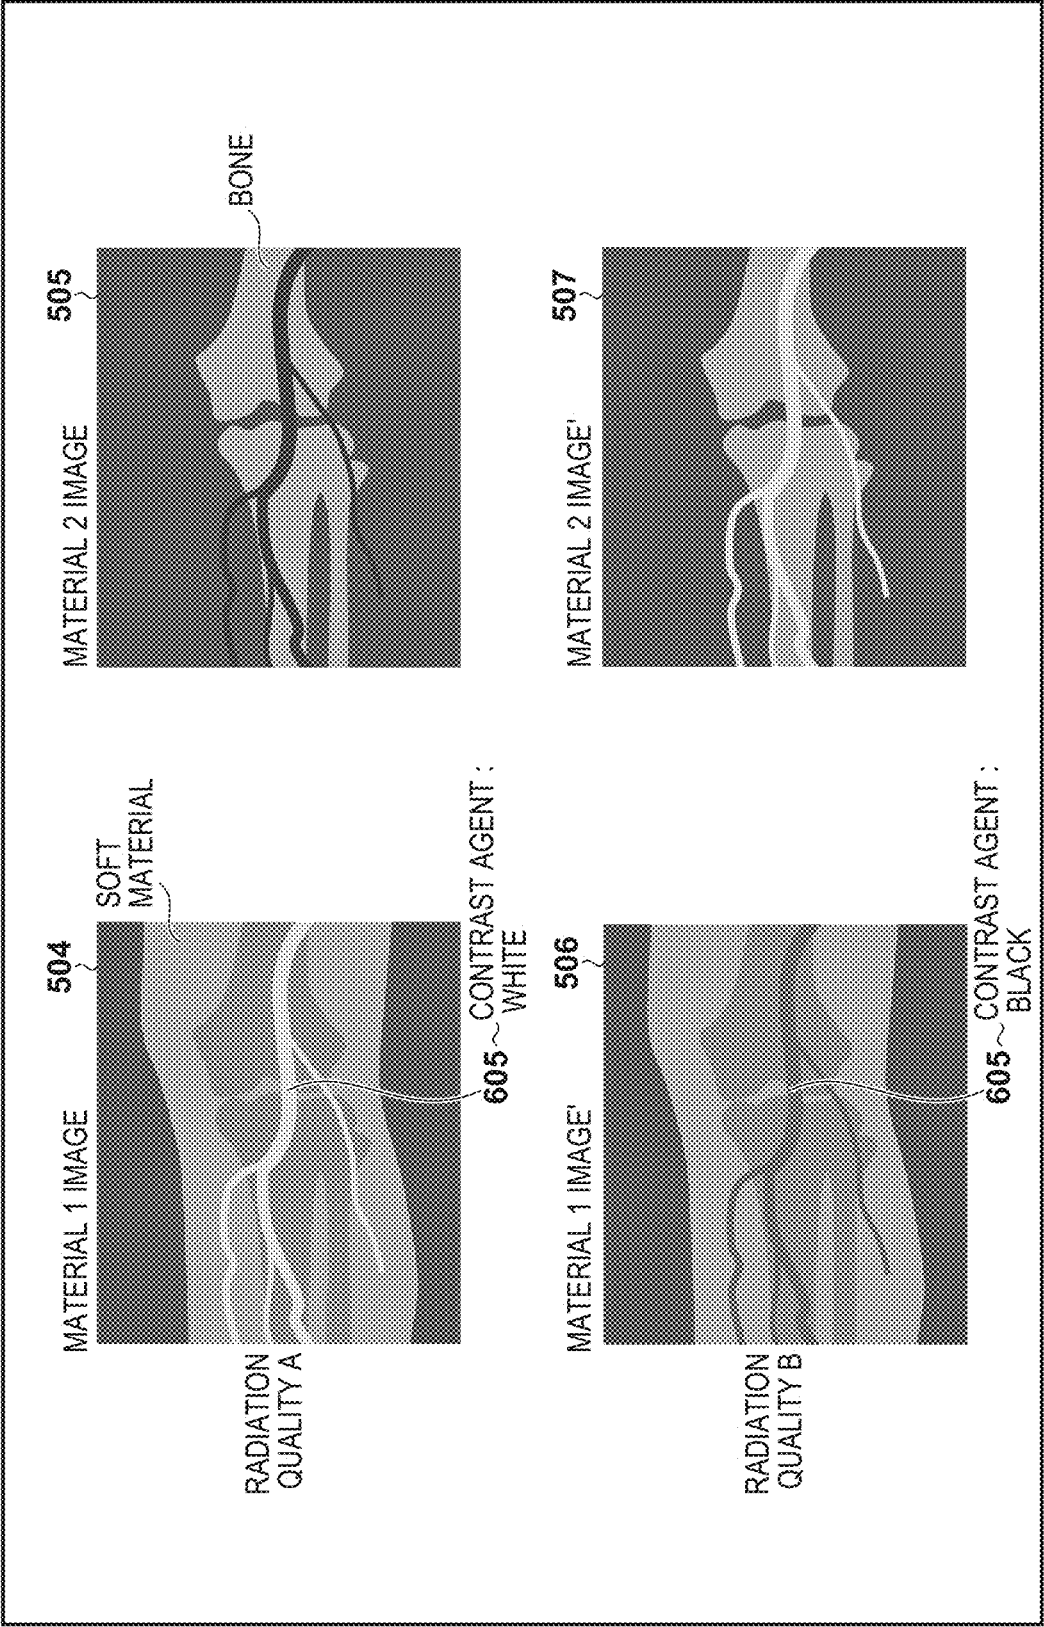 MATERIAL 1 IMAGE
504
SOFT
MATERIAL
RADIATION
QUALITY A
605
CONTRAST AGENT :
WHITE
MATERIAL 2 IMAGE
505
BONE
MATERIAL 1 IMAGE'
506
RADIATION
QUALITY B
605
CONTRAST AGENT :
BLACK
MATERIAL 2 IMAGE'
507